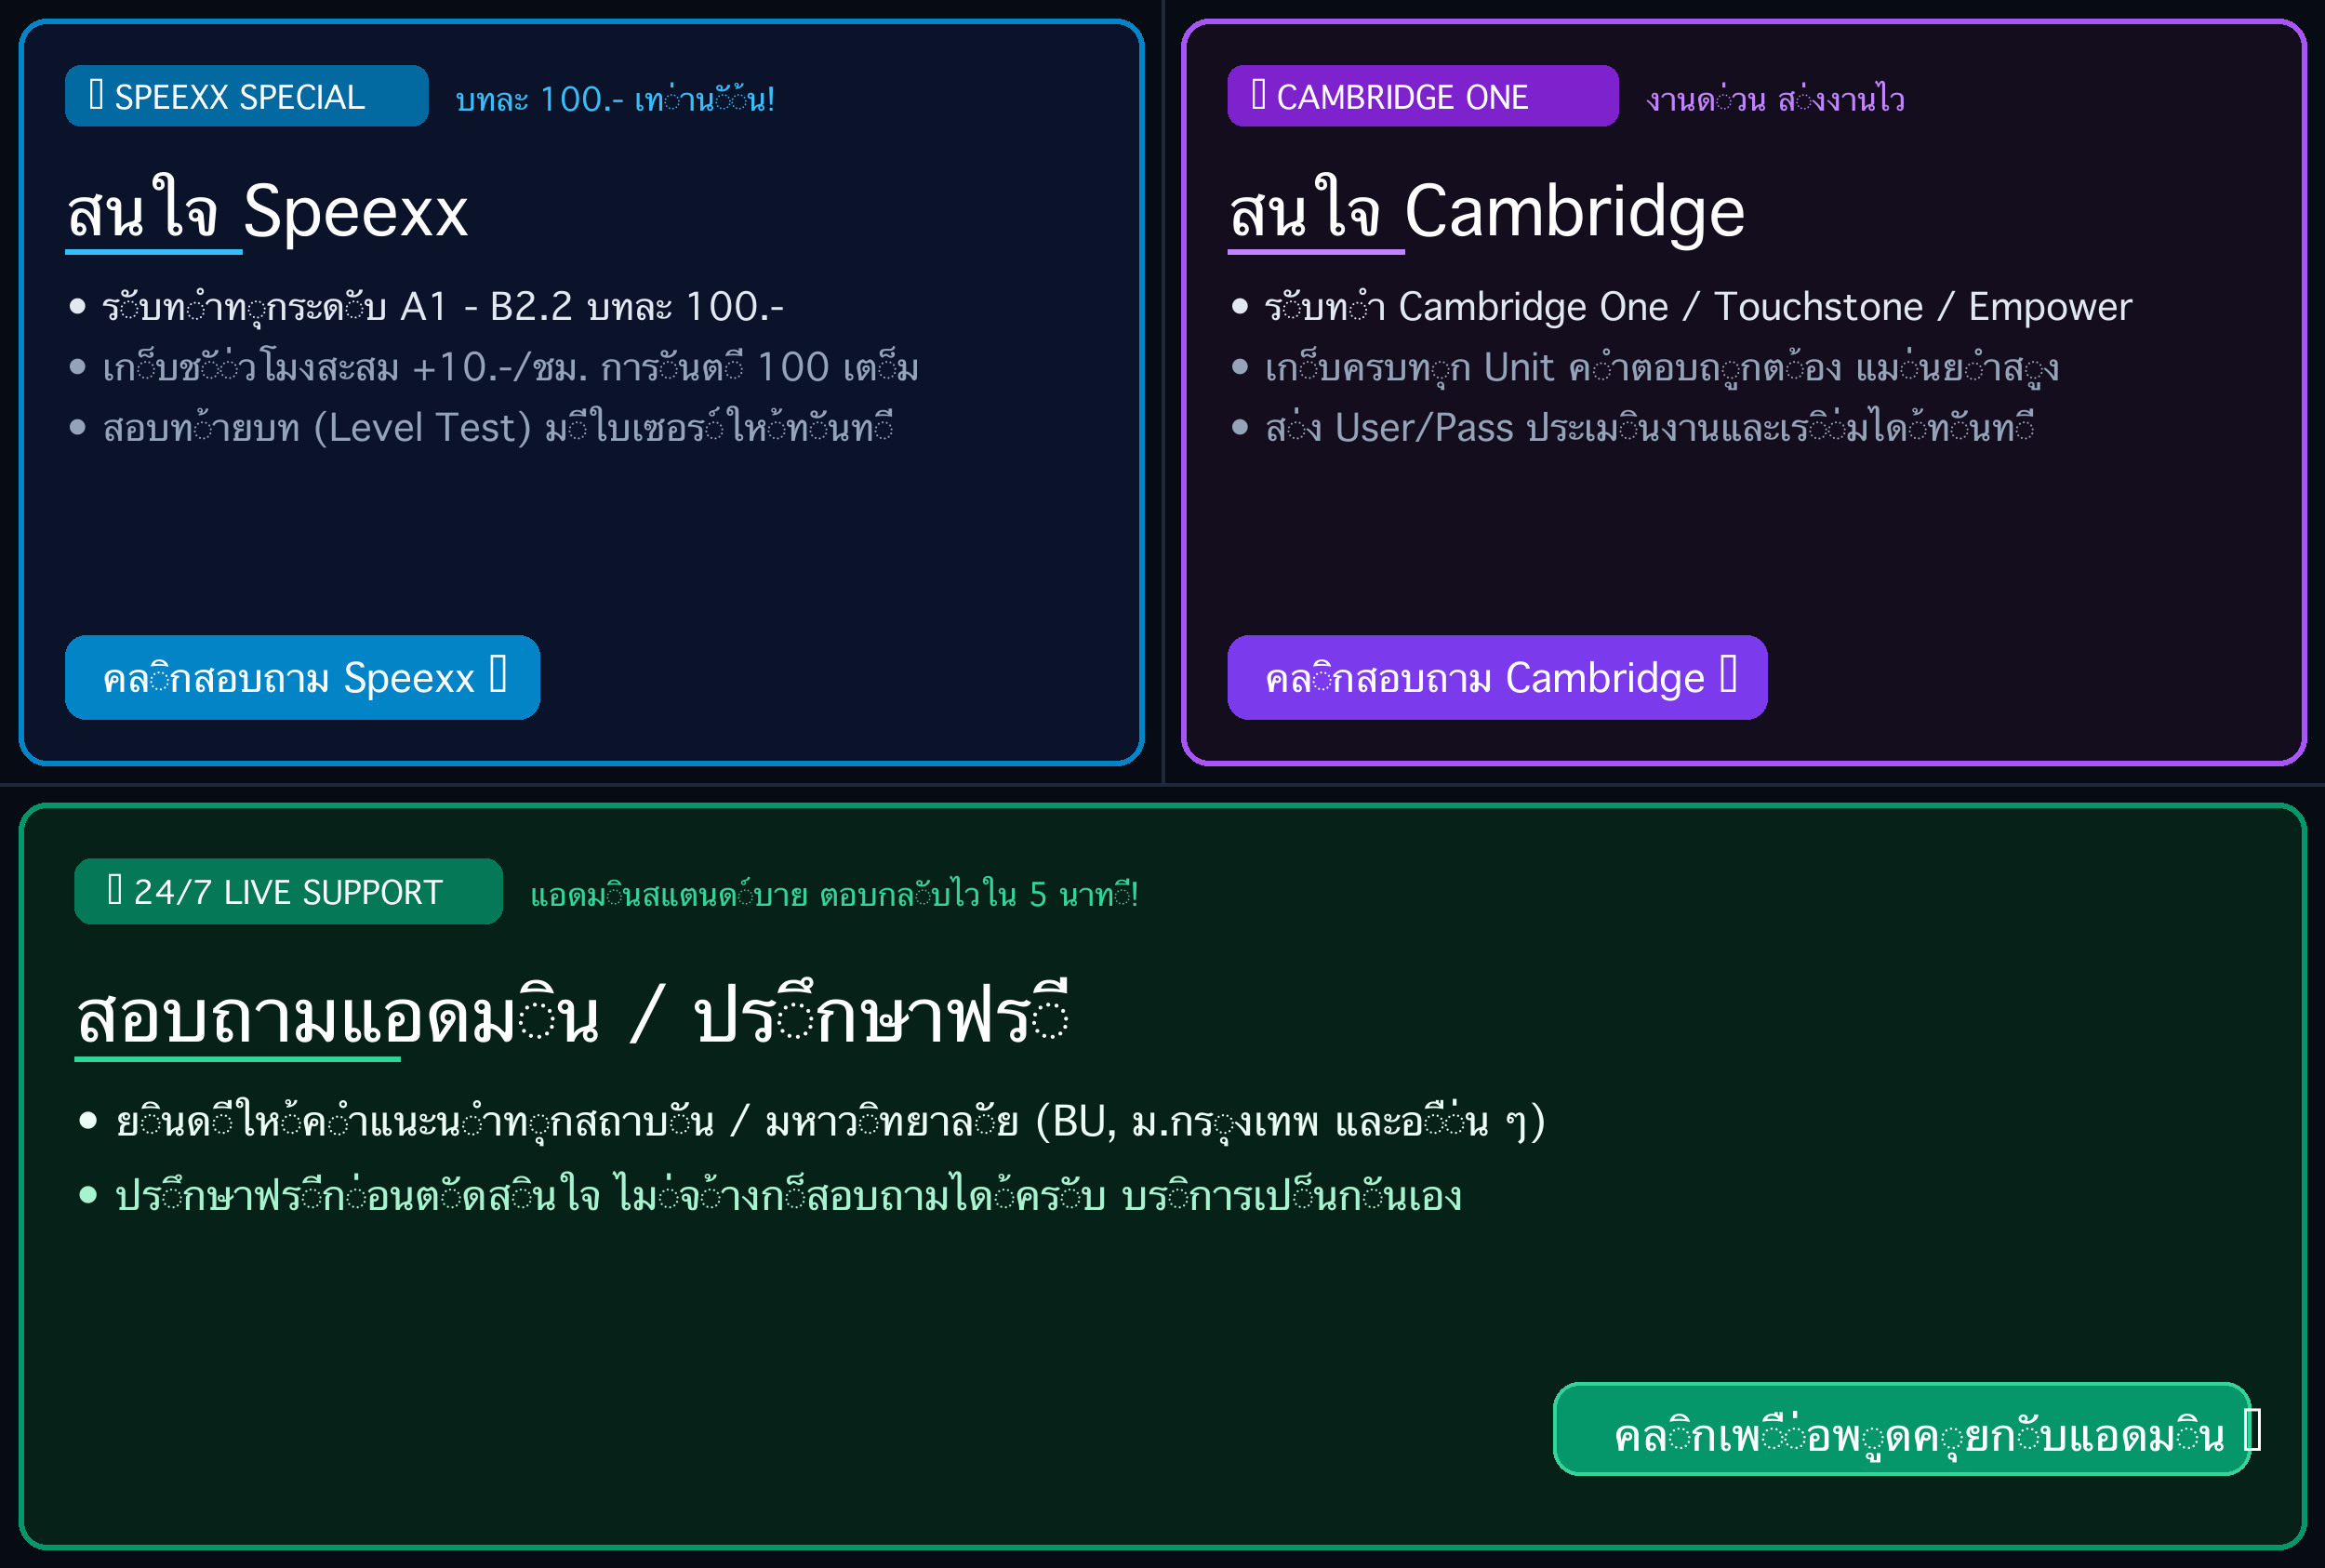 SPEEXX SPECIAL
บทละ 100.- เท่านั้น!
สนใจ Speexx
• รับทำทุกระดับ A1 - B2.2 บทละ 100.-
• เก็บชั่วโมงสะสม +10.-/ชม. การันตี 100 เต็ม
• สอบท้ายบท (Level Test) มีใบเซอร์ให้ทันที
คลิกสอบถาม Speexx
CAMBRIDGE ONE
งานด่วน ส่งงานไว
สนใจ Cambridge
• รับทำ Cambridge One / Touchstone / Empower
• เก็บครบทุก Unit คำตอบถูกต้อง แม่นยำสูง
• ส่ง User/Pass ประเมินงานและเริ่มได้ทันที
คลิกสอบถาม Cambridge
24/7 LIVE SUPPORT
แอดมินสแตนด์บาย ตอบกลับไวใน 5 นาที!
สอบถามแอดมิน / ปรึกษาฟรี
• ยินดีให้คำแนะนำทุกสถาบัน / มหาวิทยาลัย (BU, ม.กรุงเทพ และอื่น ๆ)
• ปรึกษาฟรีก่อนตัดสินใจ ไม่จ้างก็สอบถามได้ครับ บริการเป็นกันเอง
คลิกเพื่อพูดคุยกับแอดมิน